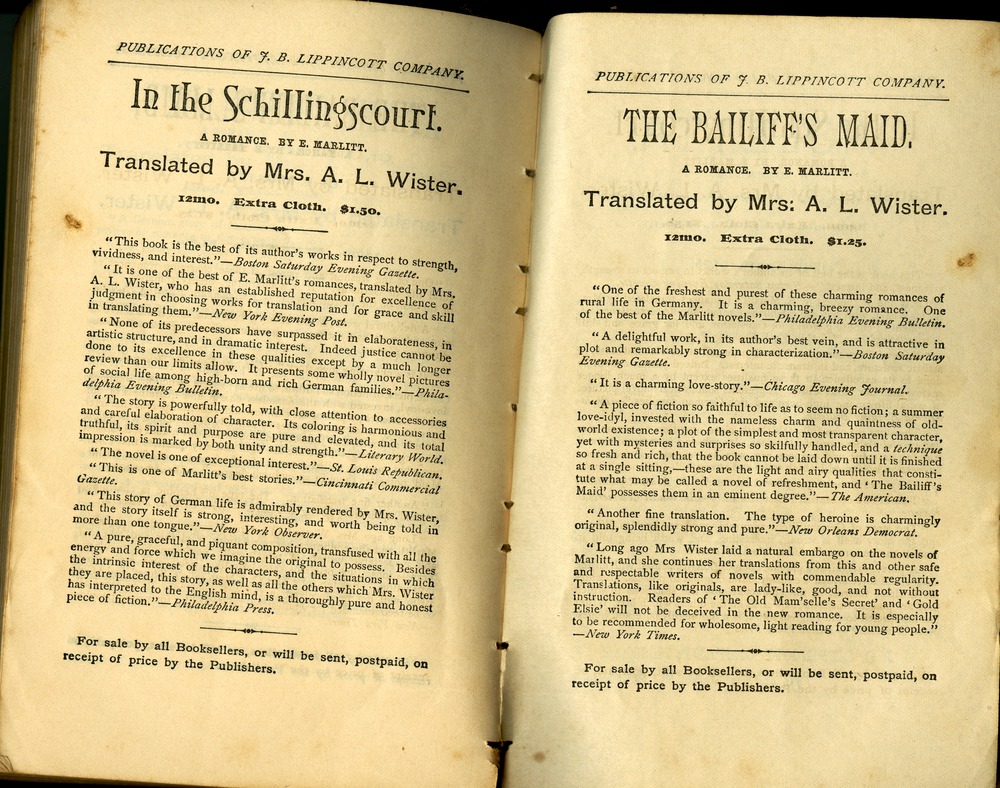 PUBLICATIONS OF J. B. LIPPINCOTT COMPANY.
In the Schillingscourt.
A ROMANCE. BY E. MARLITT.
Translated by Mrs. A. L. Wister.
12mo. Extra Cloth. $1.50.
“This book is the best of its author's works in respect to strength,
vividness, and interest.”—Boston Saturday Evening Gazette.
“It is one of the best of E. Marlitt's romances, translated by Mrs.
A. L. Wister, who has an established reputation for excellence of
judgment in choosing works for translation and for grace and skill
in translating them.”—New York Evening Post.
“None of its predecessors have surpassed it in elaborateness, in
artistic structure, and in dramatic interest. Indeed justice cannot be
done to its excellence in these qualities except by a much longer
review than our limits allow. It presents some wholly novel pictures
of social life among high-born and rich German families.”—Phila-
delphia Evening Bulletin.
“The story is powerfully told, with close attention to accessories
and careful elaboration of character. Its coloring is harmonious and
truthful, its spirit and purpose are pure and elevated, and its total
impression is marked by both unity and strength.”—Literary World.
“The novel is one of exceptional interest.”—St. Louis Republican.
“This is one of Marlitt's best stories.”—Cincinnati Commercial
Gazette.
“This story of German life is admirably rendered by Mrs. Wister,
and the story itself is strong, interesting, and worth being told in
more than one tongue.”—New York Observer.
“A pure, graceful, and piquant composition, transfused with all the
energy and force which we imagine the original to possess. Besides
the intrinsic interest of the characters, and the situations in which
they are placed, this story, as well as all the others which Mrs. Wister
has interpreted to the English mind, is a thoroughly pure and honest
piece of fiction.”—Philadelphia Press.
For sale by all Booksellers, or will be sent, postpaid, on
receipt of price by the Publishers.
PUBLICATIONS OF J. B. LIPPINCOTT COMPANY.
THE BAILIFF'S MAID.
A ROMANCE. BY E. MARLITT.
Translated by Mrs: A. L. Wister.
12mo. Extra Cloth. $1.25.
“One of the freshest and purest of these charming romances of
rural life in Germany. It is a charming, breezy romance. One
of the best of the Marlitt novels.”—Philadelphia Evening Bulletin.
“A delightful work, in its author's best vein, and is attractive in
plot and remarkably strong in characterization.”—Boston Saturday
Evening Gazette.
“It is a charming love-story.”—Chicago Evening Journal.
“A piece of fiction so faithful to life as to seem no fiction; a summer
love-idyl, invested with the nameless charm and quaintness of old-
world existence; a plot of the simplest and most transparent character,
yet with mysteries and surprises so skilfully handled, and a technique
so fresh and rich, that the book cannot be laid down until it is finished
at a single sitting,—these are the light and airy qualities that consti-
tute what may be called a novel of refreshment, and ‘The Bailiff's
Maid’ possesses them in an eminent degree.”—The American.
“Another fine translation. The type of heroine is charmingly
original, splendidly strong and pure.”—New Orleans Democrat.
“Long ago Mrs Wister laid a natural embargo on the novels of
Marlitt, and she continues her translations from this and other safe
and respectable writers of novels with commendable regularity.
Translations, like originals, are lady-like, good, and not without
instruction. Readers of ‘The Old Mam'selle's Secret’ and ‘Gold
Elsie’ will not be deceived in the new romance. It is especially
to be recommended for wholesome, light reading for young people.”
—New York Times.
For sale by all Booksellers, or will be sent, postpaid, on
receipt of price by the Publishers.